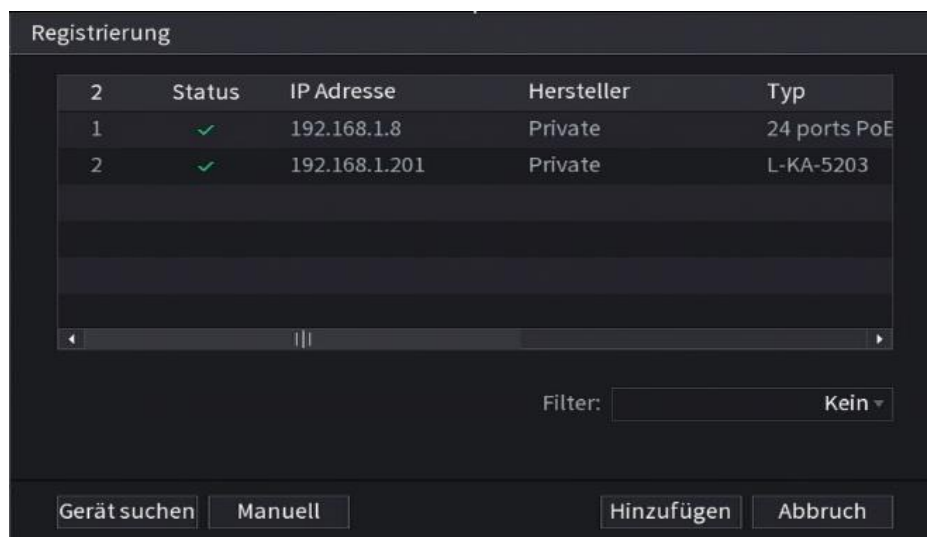 Registrierung
2 Status IP Adresse Hersteller Typ
1 192.168.1.8 Private 24 ports PoE
2 192.168.1.201 Private L-KA-5203
Filter: Kein
Gerät suchen Manuell Hinzufügen Abbruch